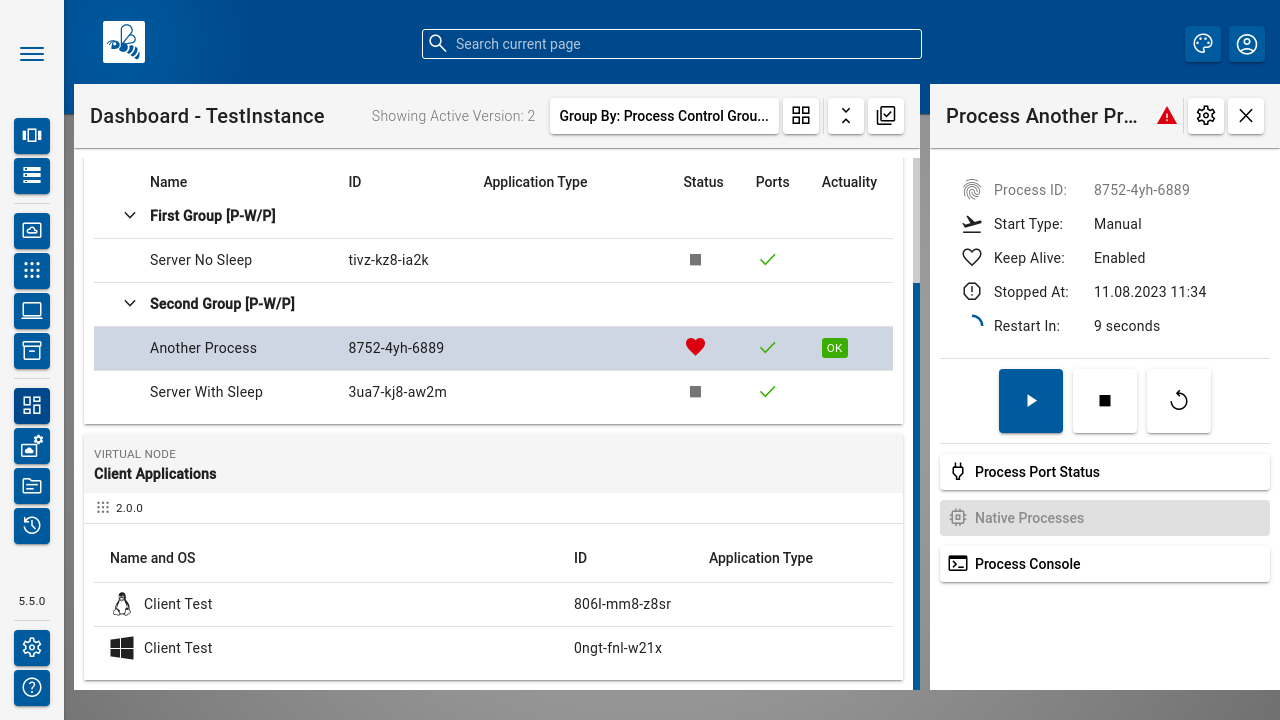 Search current page
Dashboard - TestInstance
Showing Active Version: 2
Group By: Process Control Grou...
Name ID Application Type Status Ports Actuality
First Group [P-W/P]
Server No Sleep tivz-kz8-ia2k
Second Group [P-W/P]
Another Process 8752-4yh-6889 OK
Server With Sleep 3ua7-kj8-aw2m
VIRTUAL NODE
Client Applications
2.0.0
Name and OS ID Application Type
Client Test 806l-mm8-z8sr
Client Test 0ngt-fnl-w21x
5.5.0
Process Another Pr...
Process ID: 8752-4yh-6889
Start Type: Manual
Keep Alive: Enabled
Stopped At: 11.08.2023 11:34
Restart In: 9 seconds
Process Port Status
Native Processes
Process Console